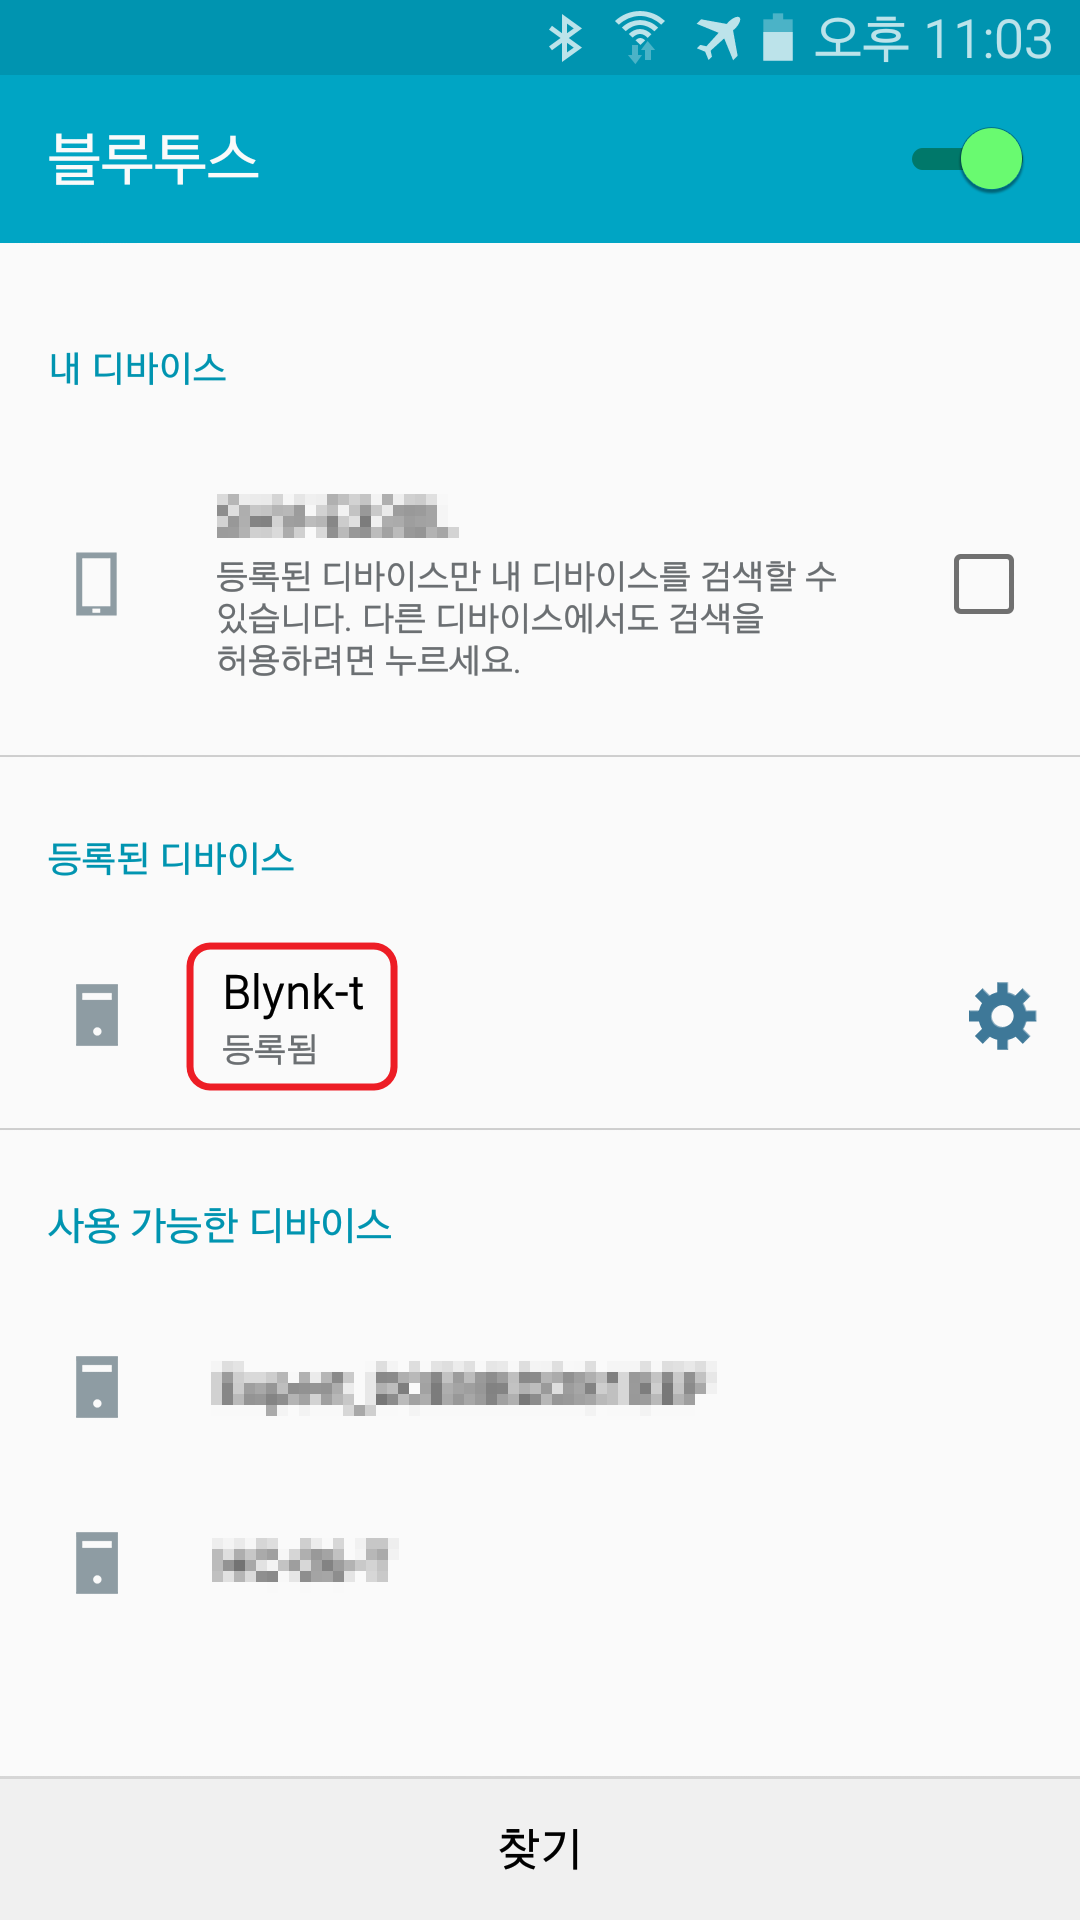 오후 11:03
블루투스
내 디바이스
등록된 디바이스만 내 디바이스를 검색할 수
있습니다. 다른 디바이스에서도 검색을
허용하려면 누르세요.
등록된 디바이스
Blynk-t
등록됨
사용 가능한 디바이스
찾기